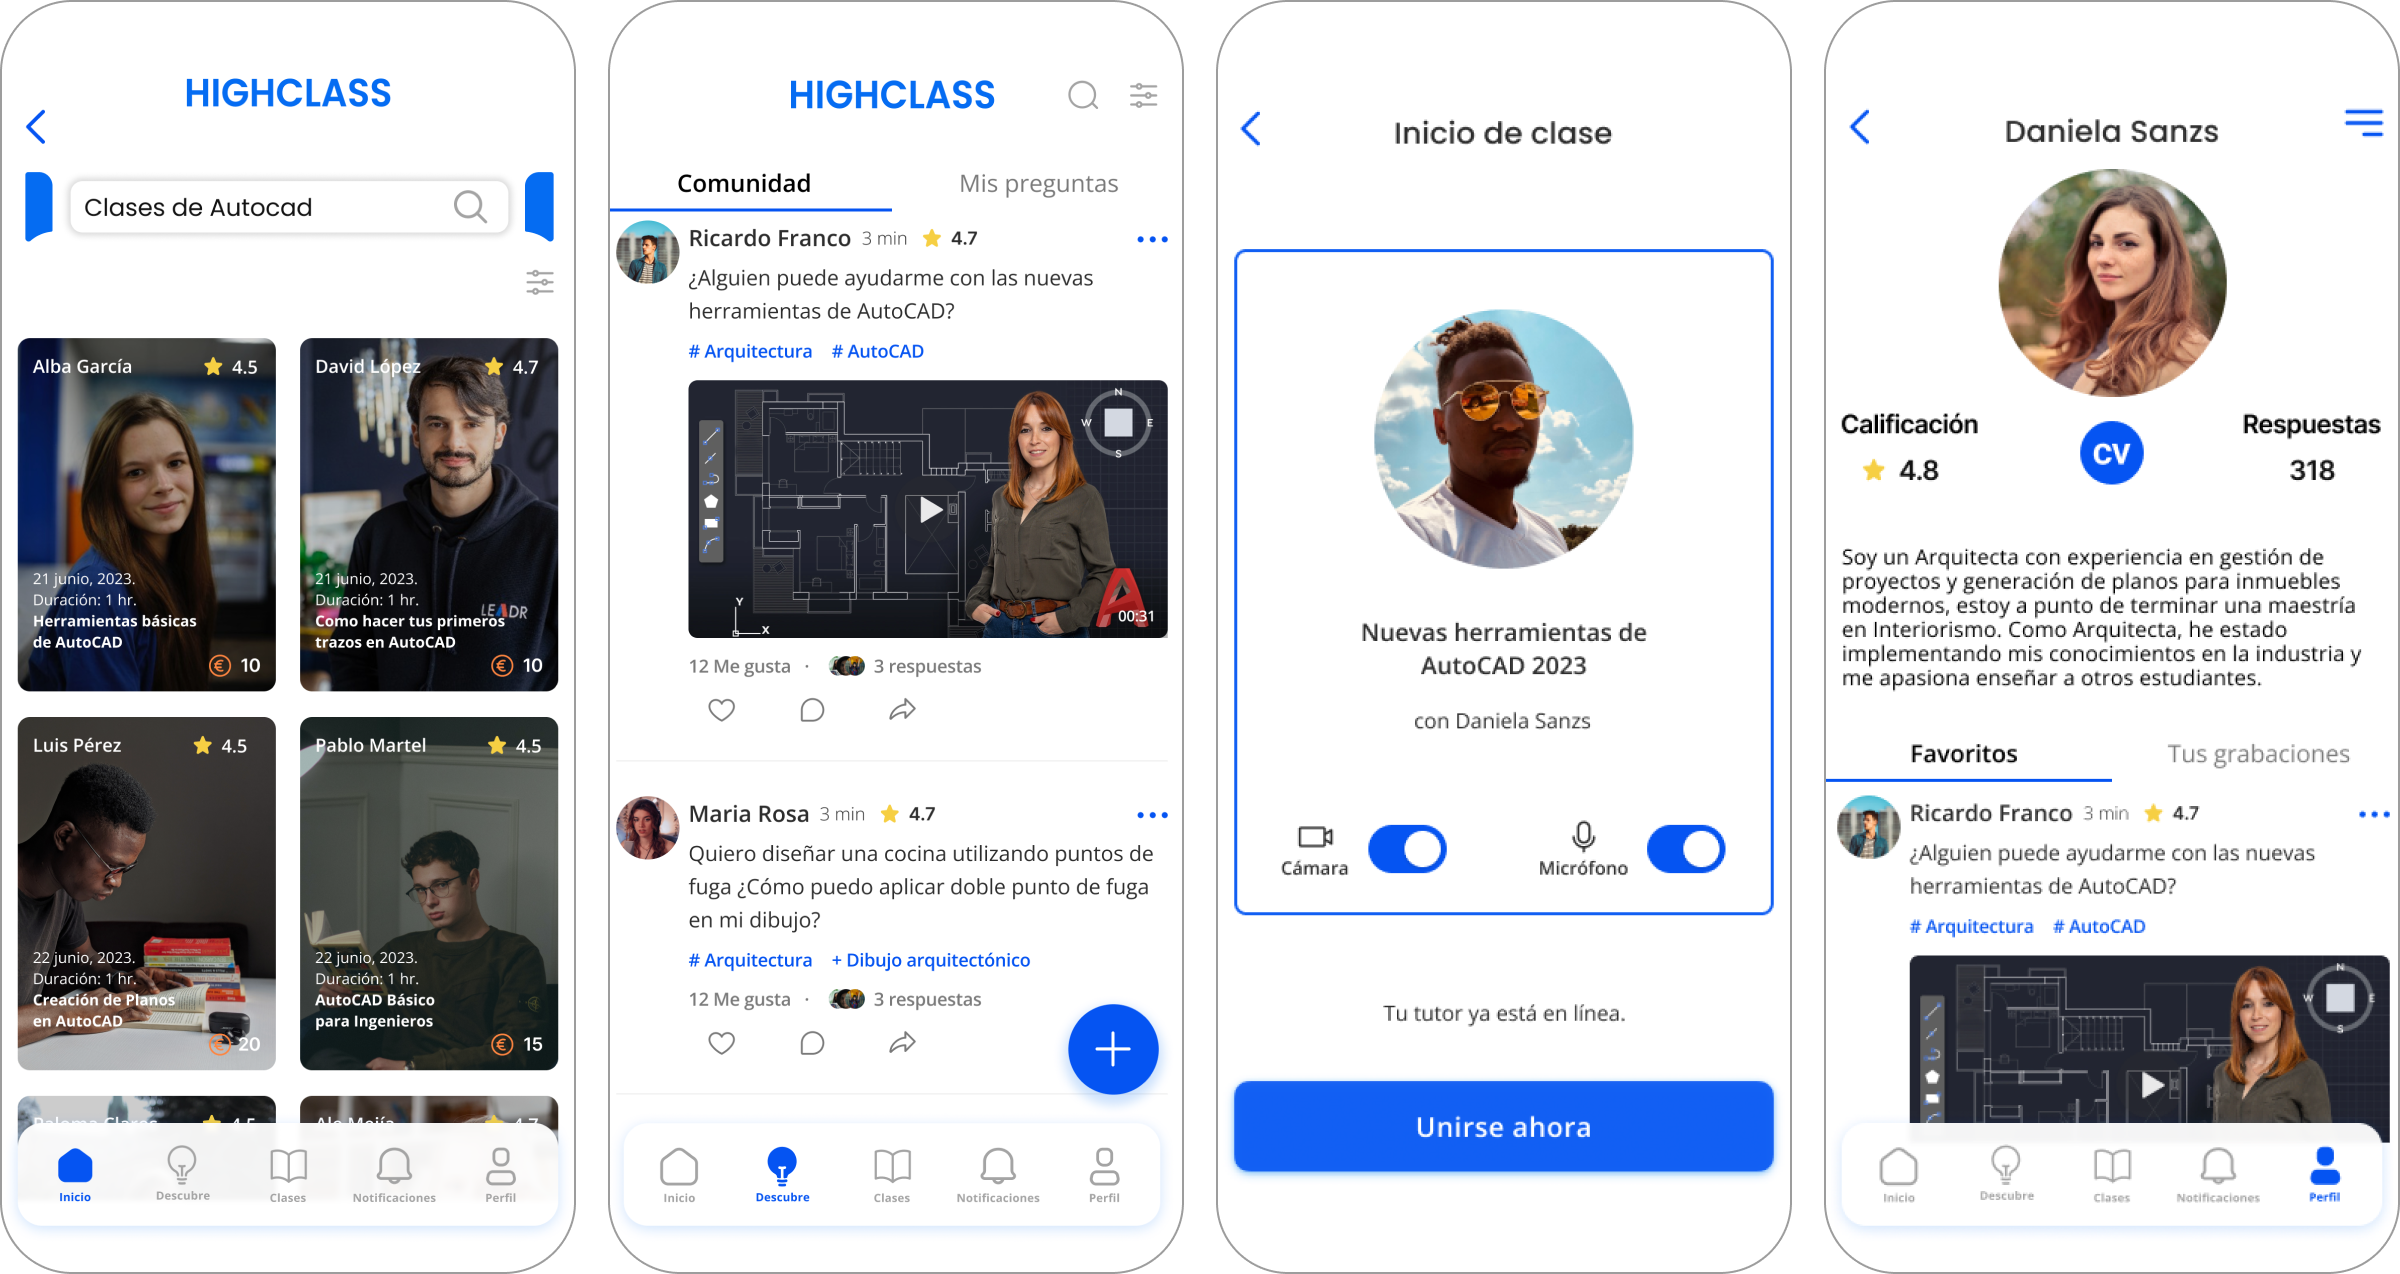 HIGHCLASS
Clases de Autocad
Alba García 4.5
21 junio, 2023.
Duración: 1 hr.
Herramientas básicas
de AutoCAD
10
David López 4.7
LEADR
21 junio, 2023.
Duración: 1 hr.
Como hacer tus primeros
trazos en AutoCAD
10
Luis Pérez 4.5
22 junio, 2023.
Duración: 1 hr.
Creación de Planos
en AutoCAD
20
Pablo Martel 4.5
22 junio, 2023.
Duración: 1 hr.
AutoCAD Básico
para Ingenieros
15
Paloma Claros 4.5
Ale Mejía 4.7
Inicio
Descubre
Clases
Notificaciones
Perfil
HIGHCLASS
Comunidad
Mis preguntas
Ricardo Franco 3 min 4.7
¿Alguien puede ayudarme con las nuevas
herramientas de AutoCAD?
# Arquitectura # AutoCAD
N
W E
S
Y
X
A
00:31
12 Me gusta · 3 respuestas
Maria Rosa 3 min 4.7
Quiero diseñar una cocina utilizando puntos de
fuga ¿Cómo puedo aplicar doble punto de fuga
en mi dibujo?
# Arquitectura + Dibujo arquitectónico
12 Me gusta · 3 respuestas
Inicio
Descubre
Clases
Notificaciones
Perfil
Inicio de clase
Nuevas herramientas de
AutoCAD 2023
con Daniela Sanzs
Cámara
Micrófono
Tu tutor ya está en línea.
Unirse ahora
Daniela Sanzs
Calificación
4.8
CV
Respuestas
318
Soy un Arquitecta con experiencia en gestión de
proyectos y generación de planos para inmuebles
modernos, estoy a punto de terminar una maestría
en Interiorismo. Como Arquitecta, he estado
implementando mis conocimientos en la industria y
me apasiona enseñar a otros estudiantes.
Favoritos
Tus grabaciones
Ricardo Franco 3 min 4.7
¿Alguien puede ayudarme con las nuevas
herramientas de AutoCAD?
# Arquitectura # AutoCAD
N
W E
S
Inicio
Descubre
Clases
Notificaciones
Perfil